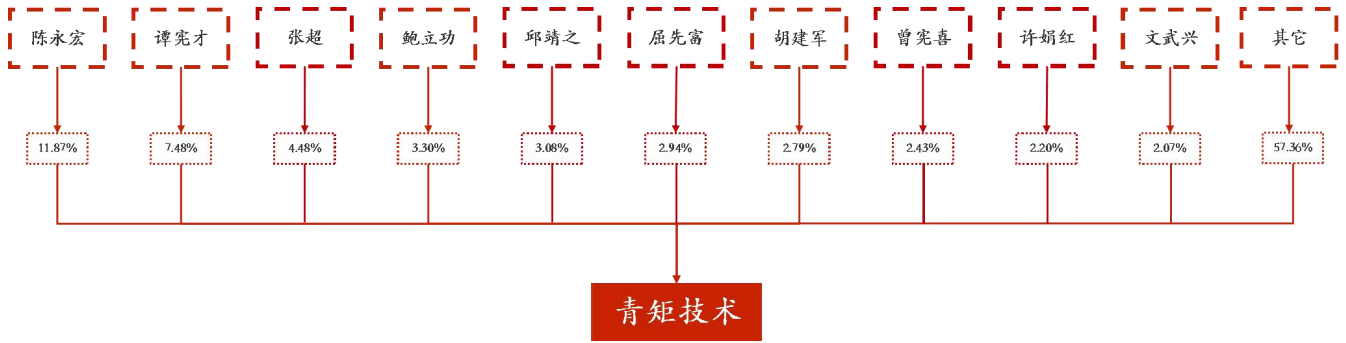 陈永宏
谭宪才
张超
鲍立功
邱靖之
屈先富
胡建军
曾宪喜
许娟红
文武兴
其它
11.87%
7.48%
4.48%
3.30%
3.08%
2.94%
2.79%
2.43%
2.20%
2.07%
57.36%
青矩技术